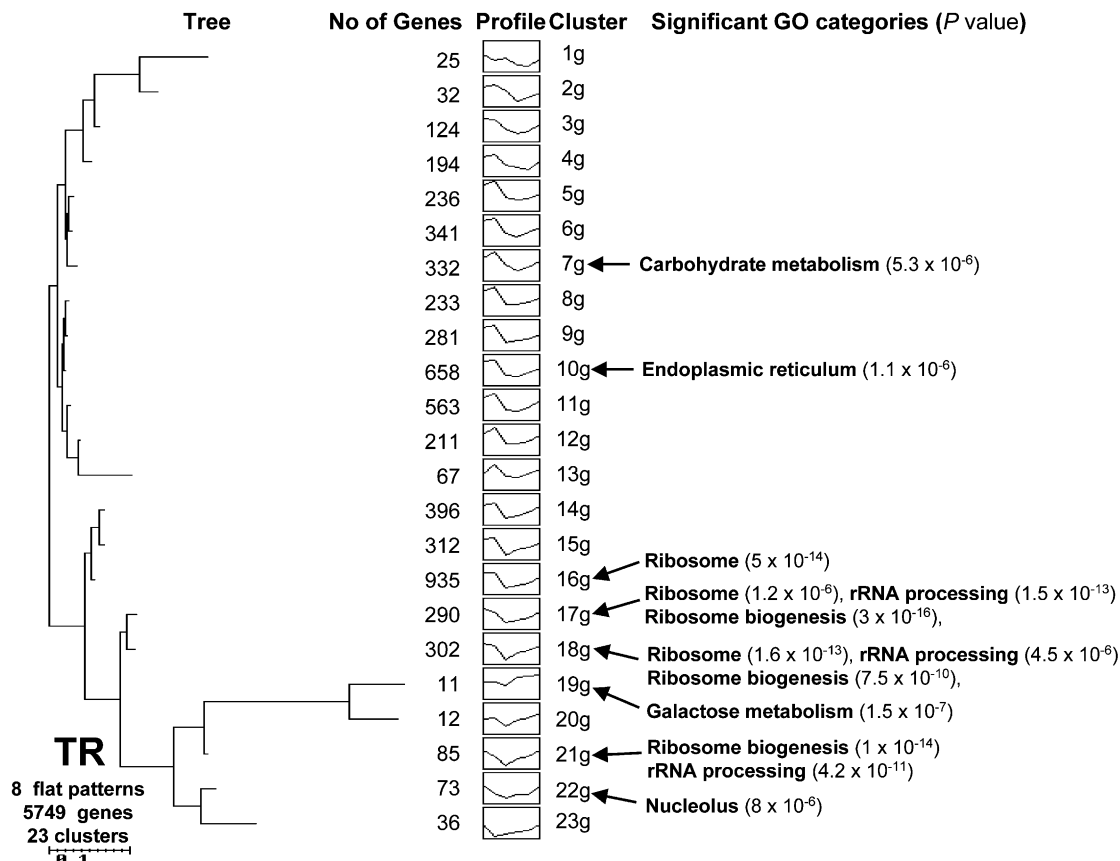 Tree No of Genes Profile Cluster Significant GO categories (P value)
25 1g
32 2g
124 3g
194 4g
236 5g
341 6g
332 7g Carbohydrate metabolism (5.3 x 10-6)
233 8g
281 9g
658 10g Endoplasmic reticulum (1.1 x 10-6)
563 11g
211 12g
67 13g
396 14g
312 15g
Ribosome (5 x 10-14)
935 16g
Ribosome (1.2 x 10-6), rRNA processing (1.5 x 10-13)
290 17g Ribosome biogenesis (3 x 10-16),
302 18g Ribosome (1.6 x 10-13), rRNA processing (4.5 x 10-6)
Ribosome biogenesis (7.5 x 10-10),
11 19g
Galactose metabolism (1.5 x 10-7)
12 20g
Ribosome biogenesis (1 x 10-14)
85 21g
rRNA processing (4.2 x 10-11)
73 22g
Nucleolus (8 x 10-6)
36 23g
TR
8 flat patterns
5749 genes
23 clusters
0.1